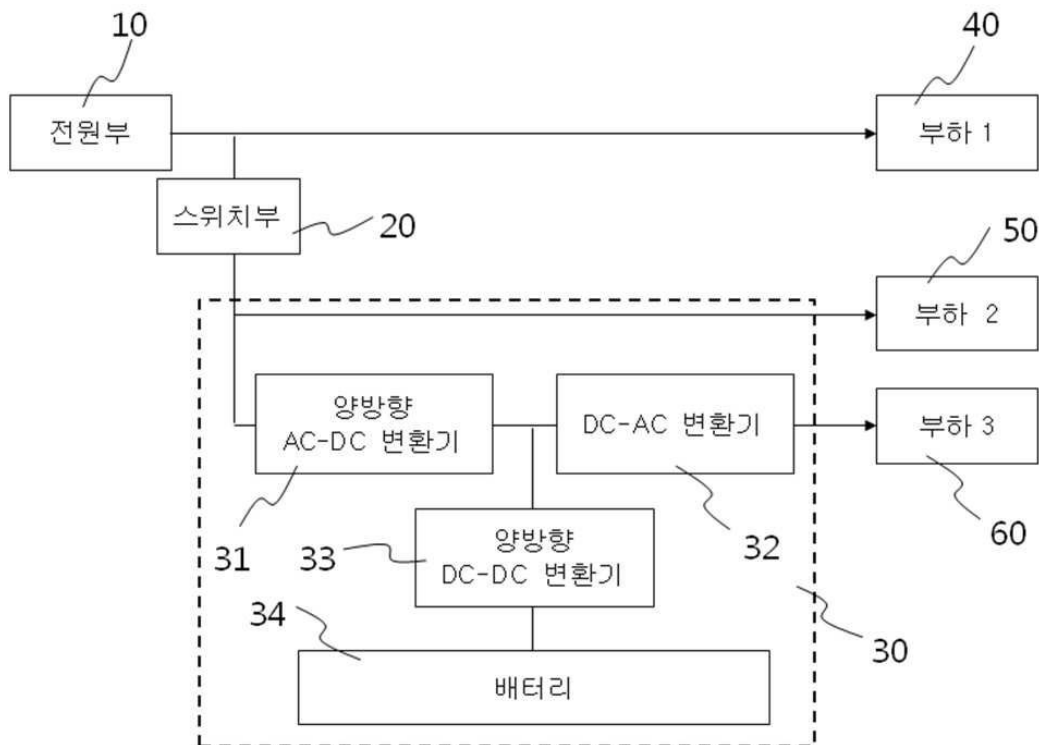 10
40
전원부
부하 1
스위치부
20
50
부하 2
양방향
AC-DC 변환기
DC-AC 변환기
부하 3
31
33
양방향
DC-DC 변환기
32
60
34
30
배터리